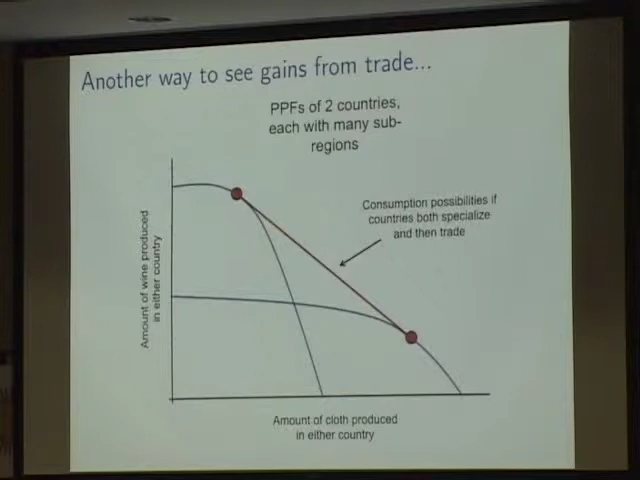 Another way to see gains from trade...
PPFs of 2 countries,
each with many sub-
regions
Consumption possibilities if
countries both specialize
and then trade
Amount of wine produced
in either country
Amount of cloth produced
in either country